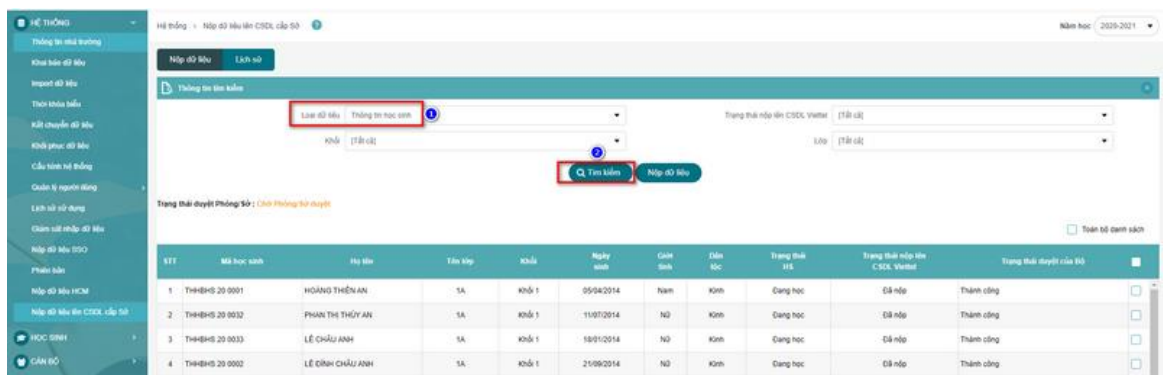 HỆ THỐNG
Thông tin nhà trường
Khai báo dữ liệu
Import dữ liệu
Thời khóa biểu
Kết chuyển dữ liệu
Khôi phục dữ liệu
Cấu hình hệ thống
Quản lý người dùng
Lịch sử sử dụng
Giám sát nhập dữ liệu
Nộp dữ liệu SSO
Phiên bản
Nộp dữ liệu HCM
Nộp dữ liệu lên CSDL cấp Sở
HỌC SINH
CÁN BỘ
Hệ thống › Nộp dữ liệu lên CSDL cấp Sở ?
Năm học 2020-2021
Nộp dữ liệu Lịch sử
Thông tin tìm kiếm
Loại dữ liệu Thông tin học sinh 1 Trạng thái nộp lên CSDL Viettel [Tất cả]
Khối [Tất cả] Lớp [Tất cả]
2
Tìm kiếm Nộp dữ liệu
Trạng thái duyệt Phòng/Sở : Chờ Phòng/Sở duyệt
Toàn bộ danh sách
STT Mã học sinh Họ tên Tên lớp Khối Ngày sinh Giới tính Dân tộc Trạng thái HS Trạng thái nộp lên CSDL Viettel Trạng thái duyệt của Bộ
1 THHBHS 20 0001 HOÀNG THIÊN AN 1A Khối 1 05/04/2014 Nam Kinh Đang học Đã nộp Thành công
2 THHBHS 20 0032 PHAN THỊ THÙY AN 1A Khối 1 11/07/2014 Nữ Kinh Đang học Đã nộp Thành công
3 THHBHS 20 0033 LÊ CHÂU ANH 1A Khối 1 18/01/2014 Nữ Kinh Đang học Đã nộp Thành công
4 THHBHS 20 0002 LÊ ĐÌNH CHÂU ANH 1A Khối 1 21/09/2014 Nữ Kinh Đang học Đã nộp Thành công